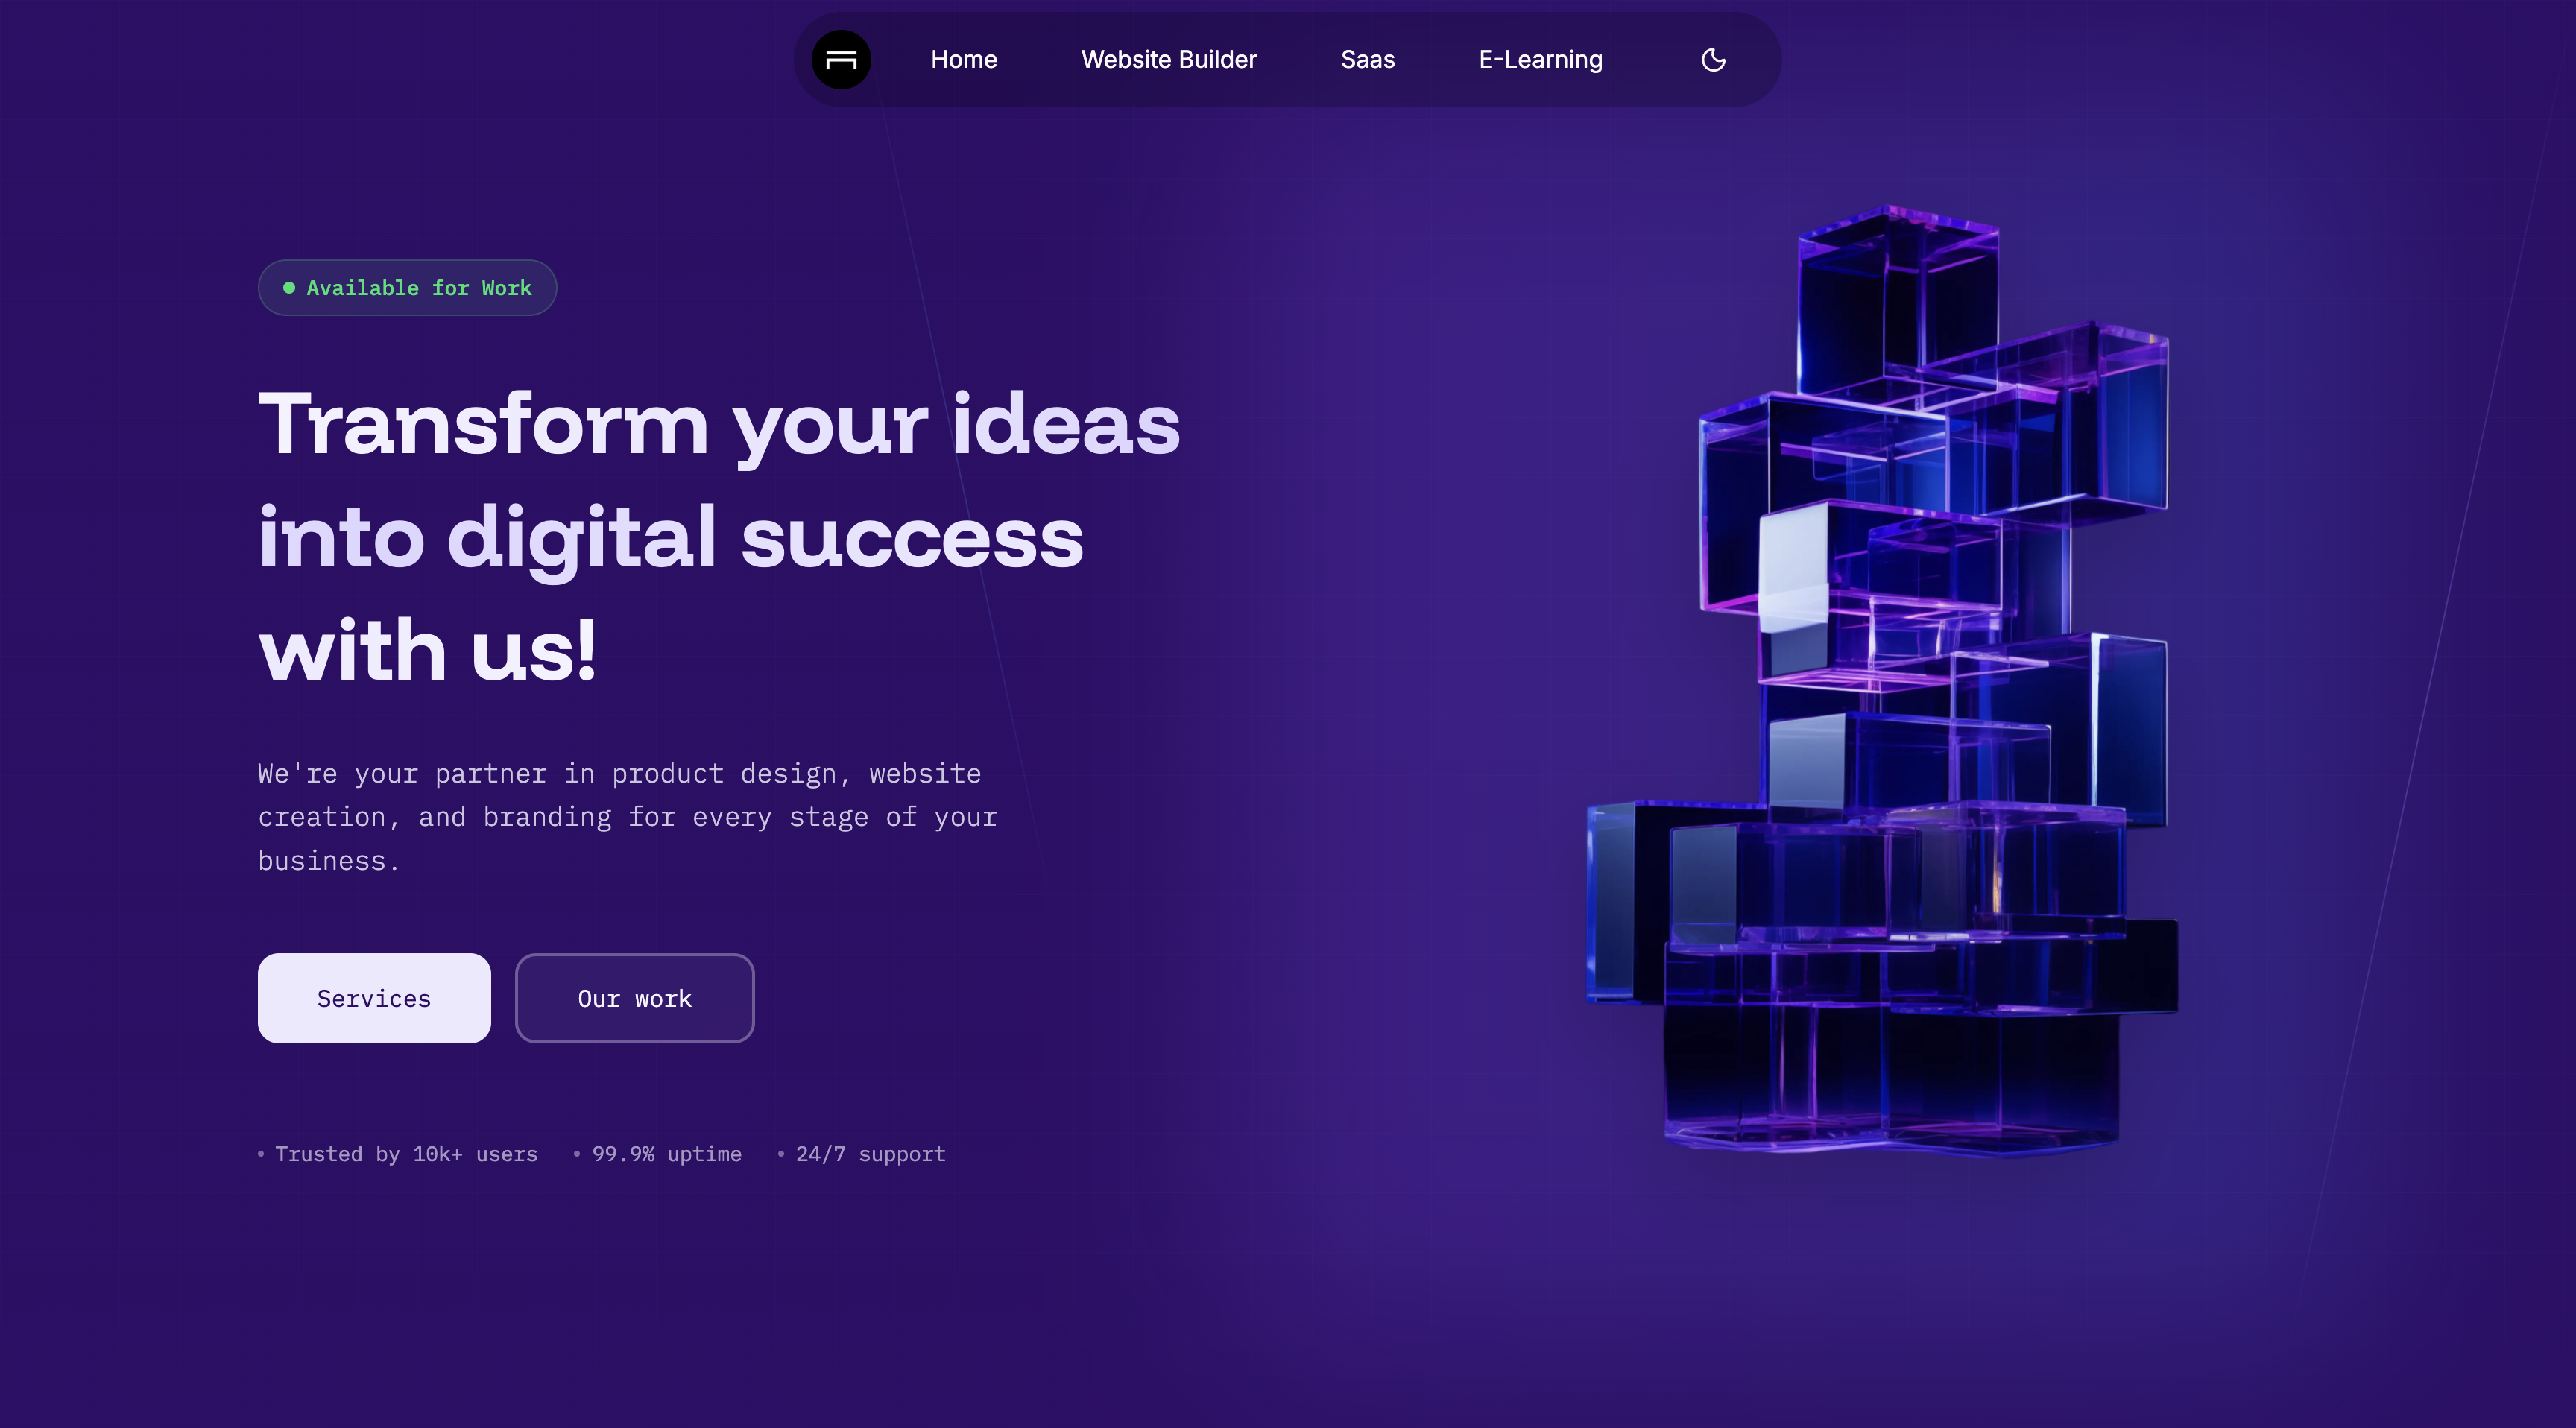 Home
Website Builder
Saas
E-Learning
Available for Work
Transform your ideas
into digital success
with us!
We're your partner in product design, website
creation, and branding for every stage of your
business.
Services
Our work
Trusted by 10k+ users
99.9% uptime
24/7 support